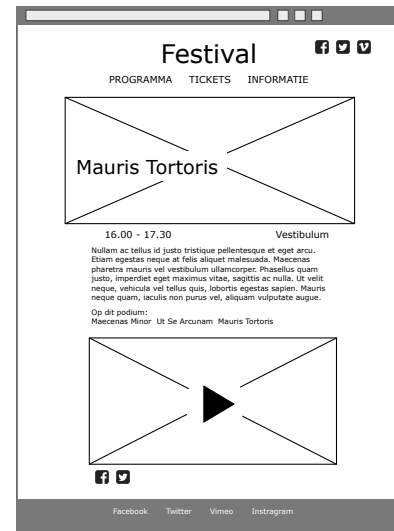 Festival
PROGRAMMA TICKETS INFORMATIE
Mauris Tortoris
16.00 - 17.30 Vestibulum
Nullam ac tellus id justo tristique pellentesque et eget arcu.
Etiam egestas neque at felis aliquet malesuada. Maecenas
pharetra mauris vel vestibulum ullamcorper. Phasellus quam
justo, imperdiet eget maximus vitae, sagittis ac nulla. Ut velit
neque, vehicula vel tellus quis, lobortis egestas sapien. Mauris
neque quam, iaculis non purus vel, aliquam vulputate augue.
Op dit podium:
Maecenas Minor Ut Se Arcunam Mauris Tortoris
Facebook Twitter Vimeo Instragram